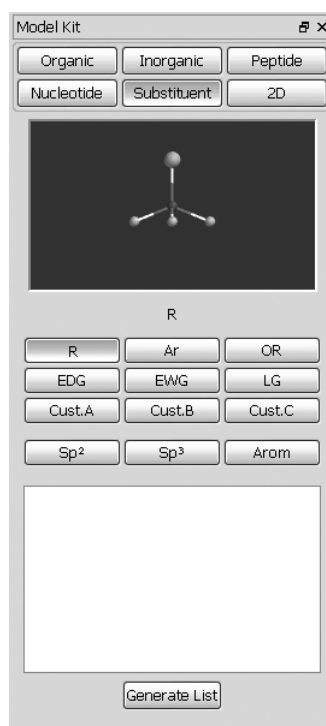 Model Kit
Organic Inorganic Peptide
Nucleotide Substituent 2D
R
R Ar OR
EDG EWG LG
Cust.A Cust.B Cust.C
Sp² Sp³ Arom
Generate List